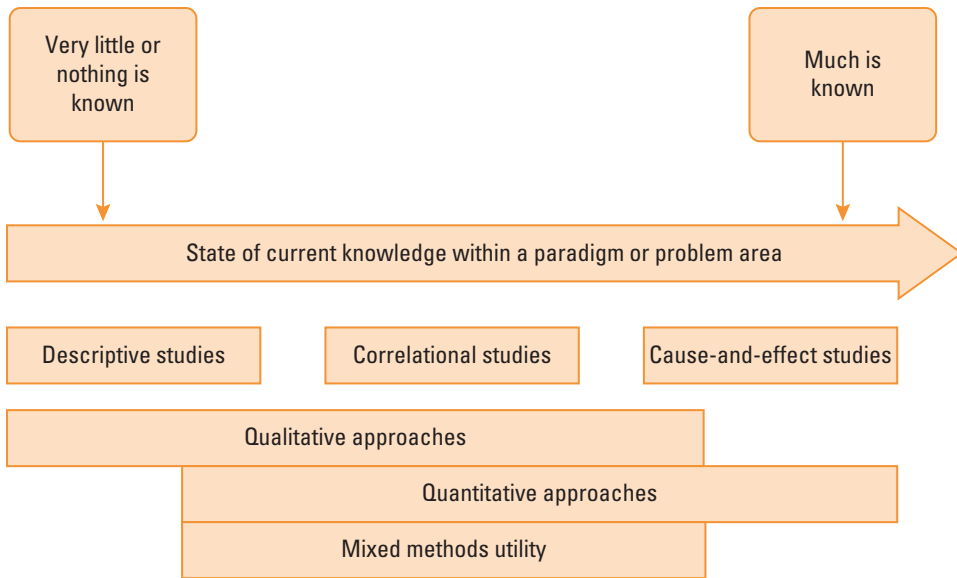 Very little or
nothing is
known
Much is
known
State of current knowledge within a paradigm or problem area
Descriptive studies
Correlational studies
Cause-and-effect studies
Qualitative approaches
Quantitative approaches
Mixed methods utility